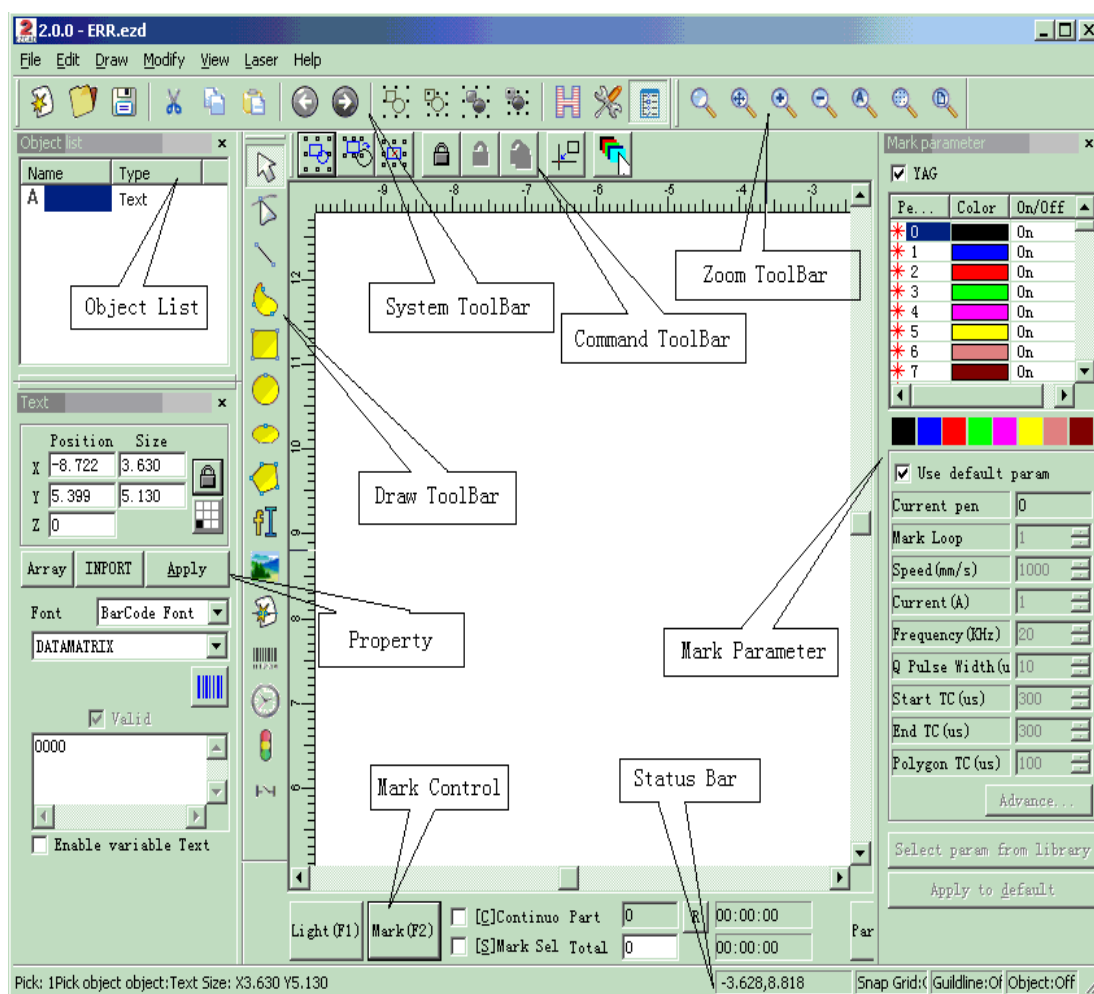 2.0.0 - ERR.ezd
File Edit Draw Modify View Laser Help
Object list
Name Type
A Text
Object List
Text
Position Size
X -8.722 3.630
Y 5.399 5.130
Z 0
Array INPORT Apply
Font BarCode Font
DATAMATRIX
Valid
0000
Enable variable Text
-9 -8 -7 -6 -5 -4 -3
12
11
10
9
8
7
6
System ToolBar
Command ToolBar
Zoom ToolBar
Draw ToolBar
Property
Mark Control
Status Bar
Mark Parameter
Light(F1) Mark(F2)
[C]Continuo Part 0 R 00:00:00
[S]Mark Sel Total 0 00:00:00
Par
Mark parameter
YAG
Pe... Color On/Off
0 On
1 On
2 On
3 On
4 On
5 On
6 On
7 On
Use default param
Current pen 0
Mark Loop 1
Speed(mm/s) 1000
Current(A) 1
Frequency(KHz) 20
Q Pulse Width(u 10
Start TC(us) 300
End TC(us) 300
Polygon TC(us) 100
Advance...
Select param from library
Apply to default
Pick: 1Pick object object:Text Size: X3.630 Y5.130
-3.628,8.818
Snap Grid:( Guildline:Of Object:Off